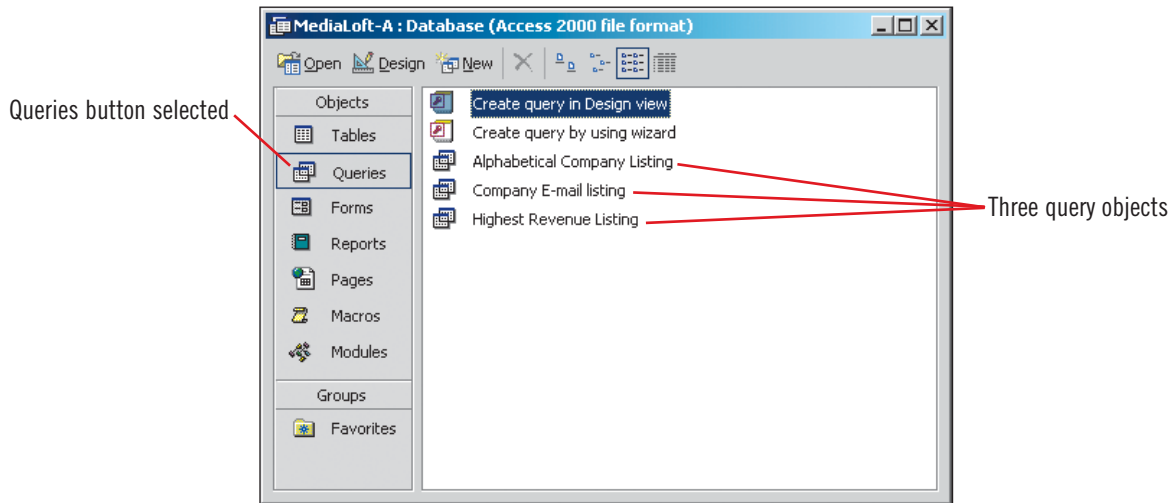 MediaLoft-A : Database (Access 2000 file format)
Open Design New
Queries button selected
Objects
Tables
Queries
Forms
Reports
Pages
Macros
Modules
Groups
Favorites
Create query in Design view
Create query by using wizard
Alphabetical Company Listing
Company E-mail listing
Highest Revenue Listing
Three query objects